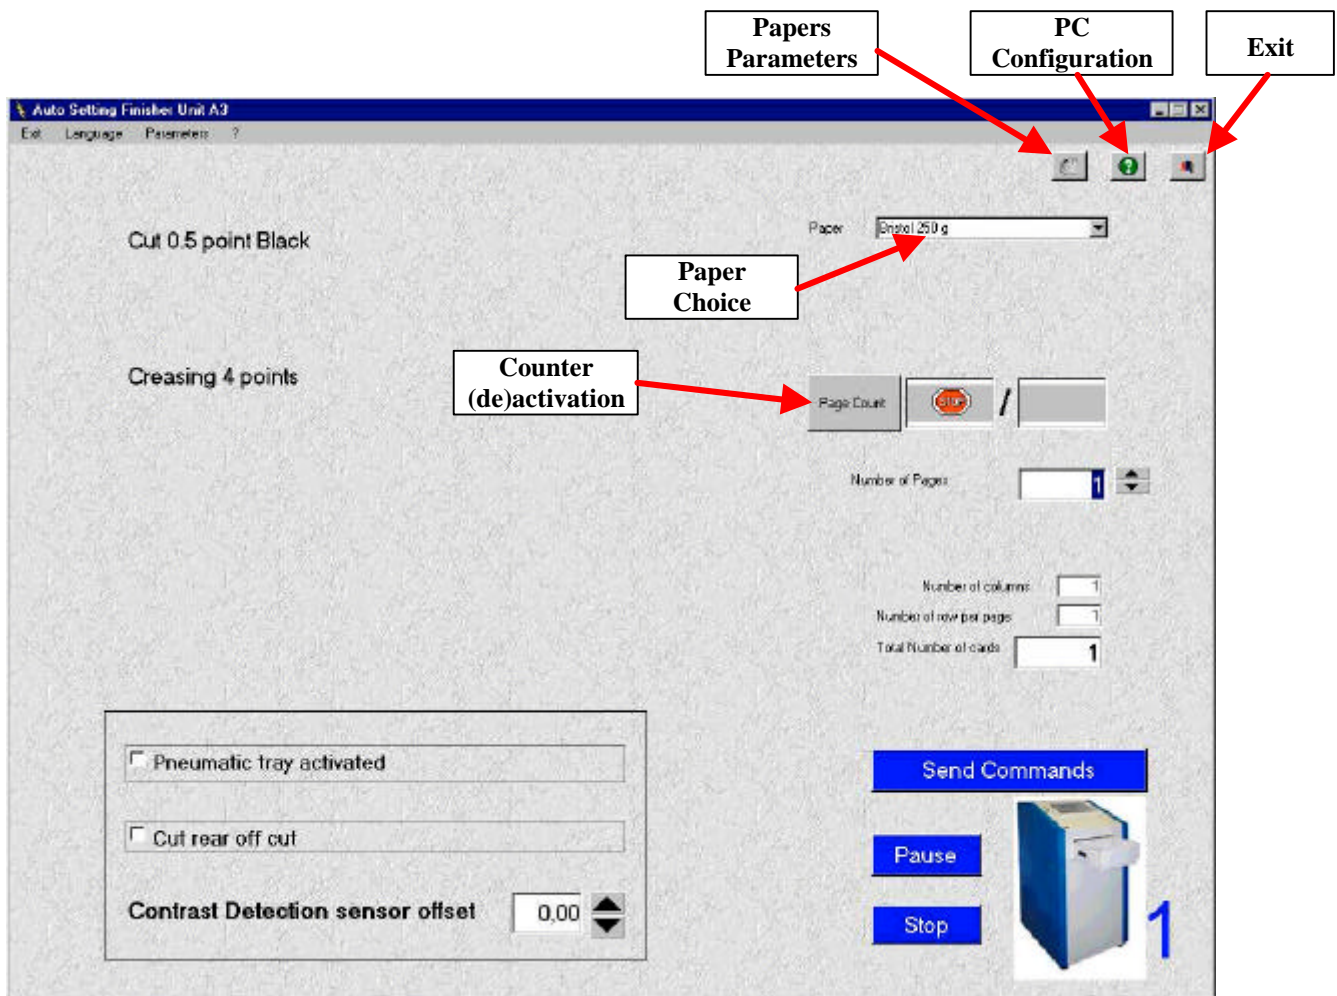 Papers
Parameters
PC
Configuration
Exit
Auto Setting Finisher Unit A3
Exit Language Parameters ?
Cut 0.5 point Black
Paper Bristol 250 g
Paper
Choice
Creasing 4 points
Counter
(de)activation
Page Count STOP /
Number of Pages 1
Number of columns 1
Number of row per page 1
Total Number of cards 1
Pneumatic tray activated
Cut rear off cut
Contrast Detection sensor offset 0,00
Send Commands
Pause
Stop
1